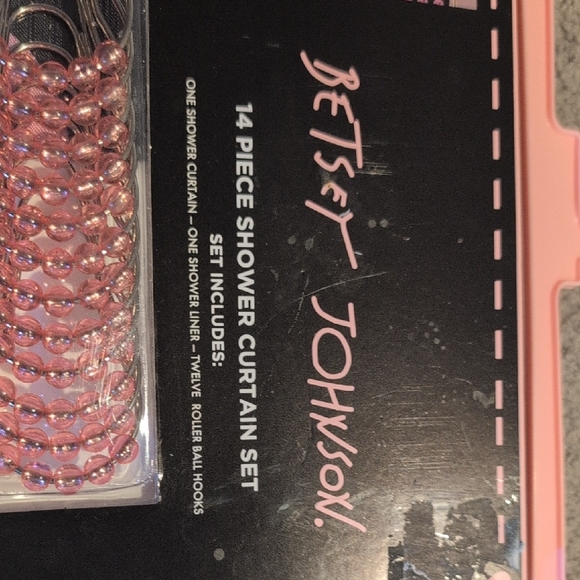 BETSEY JOHNSON.
14 PIECE SHOWER CURTAIN SET
SET INCLUDES:
ONE SHOWER CURTAIN – ONE SHOWER LINER – TWELVE ROLLER BALL HOOKS